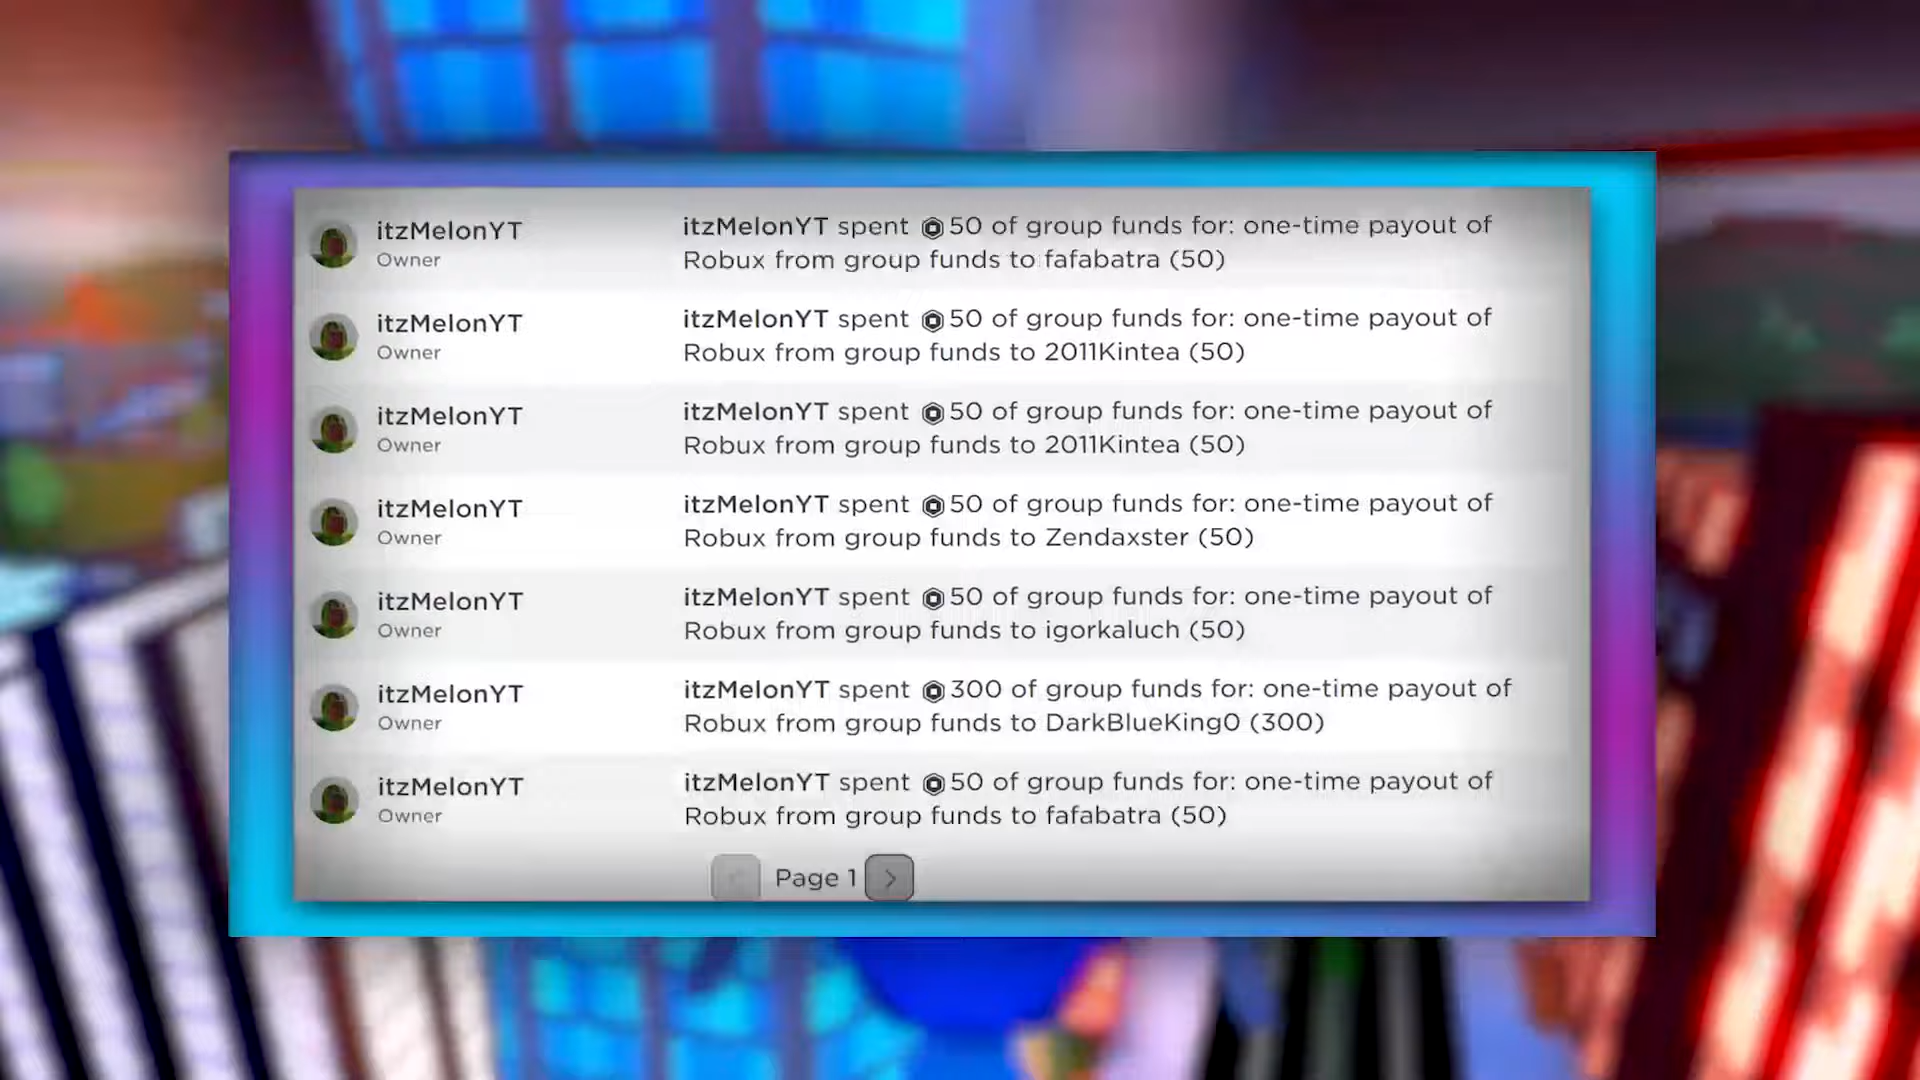 itzMelonYT
Owner
itzMelonYT spent 50 of group funds for: one-time payout of
Robux from group funds to fafabatra (50)
itzMelonYT
Owner
itzMelonYT spent 50 of group funds for: one-time payout of
Robux from group funds to 2011Kintea (50)
itzMelonYT
Owner
itzMelonYT spent 50 of group funds for: one-time payout of
Robux from group funds to 2011Kintea (50)
itzMelonYT
Owner
itzMelonYT spent 50 of group funds for: one-time payout of
Robux from group funds to Zendaxster (50)
itzMelonYT
Owner
itzMelonYT spent 50 of group funds for: one-time payout of
Robux from group funds to igorkaluch (50)
itzMelonYT
Owner
itzMelonYT spent 300 of group funds for: one-time payout of
Robux from group funds to DarkBlueKing0 (300)
itzMelonYT
Owner
itzMelonYT spent 50 of group funds for: one-time payout of
Robux from group funds to fafabatra (50)
Page 1